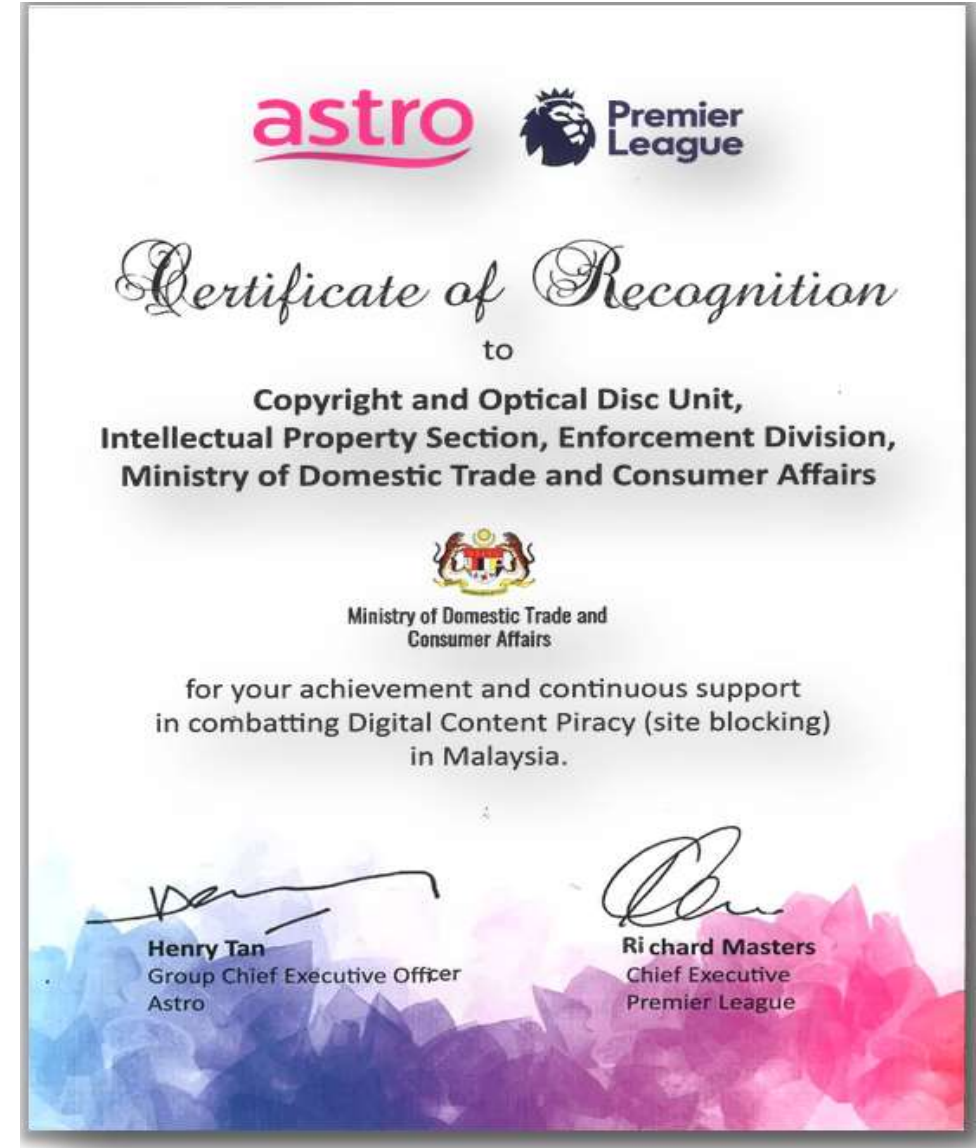 astro
Premier
League
Certificate of Recognition
to
Copyright and Optical Disc Unit,
Intellectual Property Section, Enforcement Division,
Ministry of Domestic Trade and Consumer Affairs
Ministry of Domestic Trade and
Consumer Affairs
for your achievement and continuous support
in combatting Digital Content Piracy (site blocking)
in Malaysia.
Henry Tan
Group Chief Executive Officer
Astro
Richard Masters
Chief Executive
Premier League